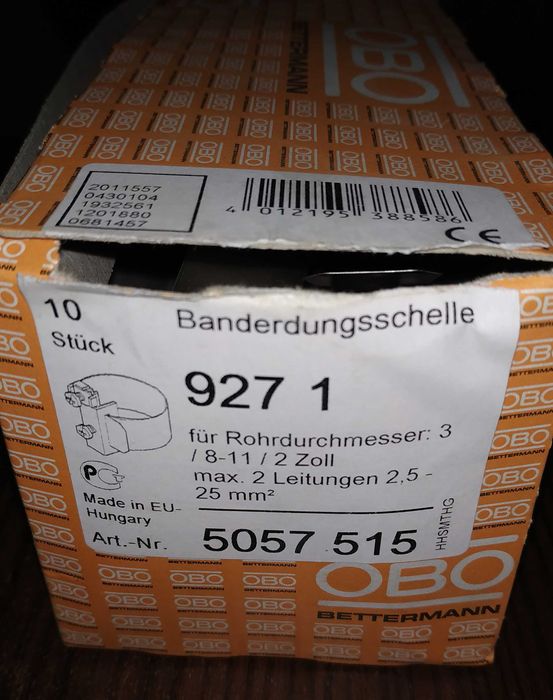 OBO
BETTERMANN
2011557
0430104
1932561
1201880
0681457
4 012195 388586
CE
10
Stück
Banderdungsschelle
927 1
für Rohrdurchmesser: 3
/ 8-11 / 2 Zoll
max. 2 Leitungen 2,5 -
25 mm²
Made in EU-
Hungary
Art.-Nr. 5057 515
HHSMTHG
OBO
BETTERMANN